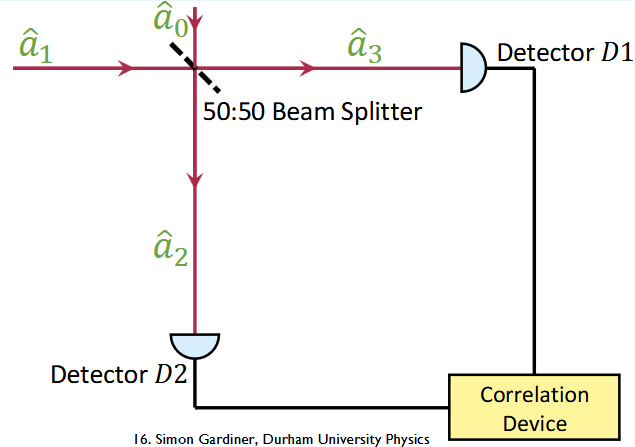 â₀
â₁
â₃
Detector D1
50:50 Beam Splitter
â₂
Detector D2
Correlation
Device
16. Simon Gardiner, Durham University Physics